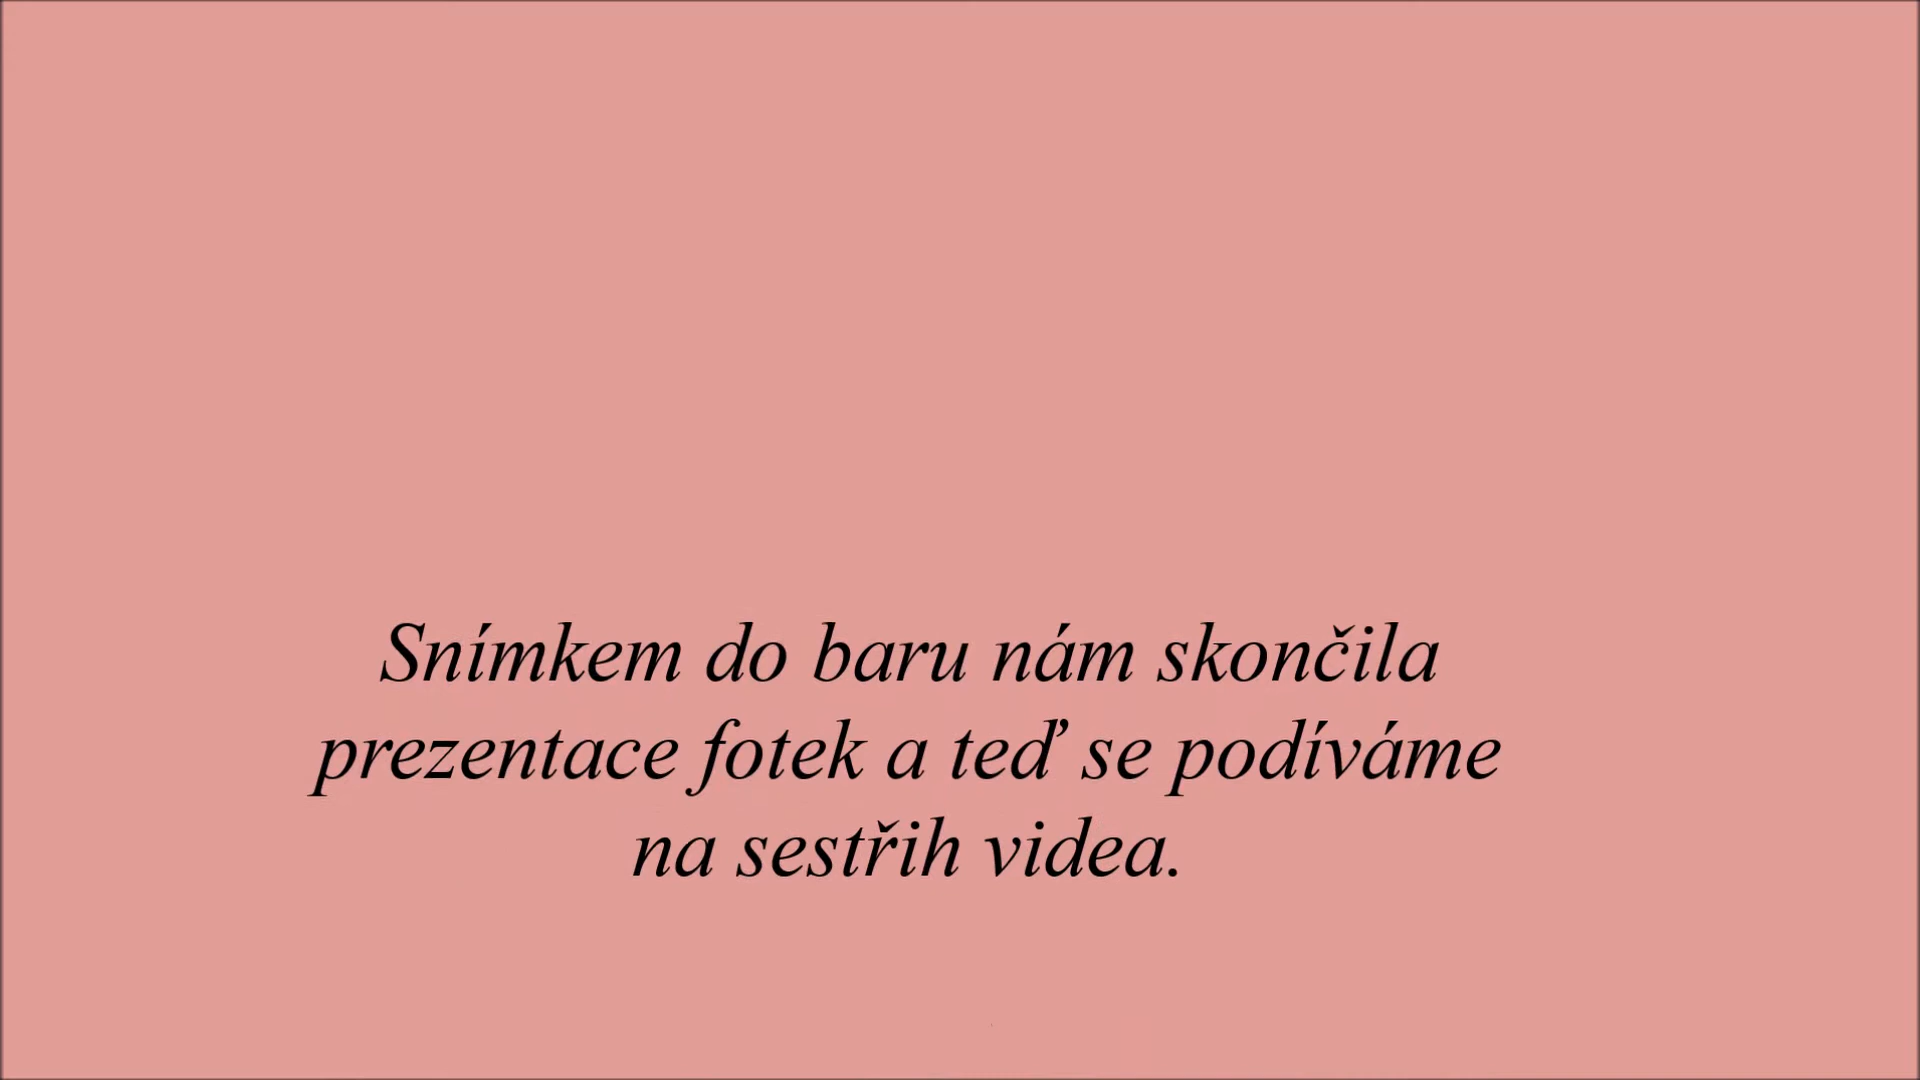 Snímkem do baru nám skončila
prezentace fotek a teď se podíváme
na sestřih videa.